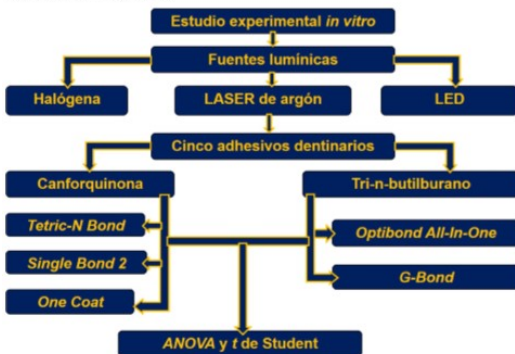 Estudio experimental in vitro
Fuentes lumínicas
Halógena
LASER de argón
LED
Cinco adhesivos dentinarios
Canforquinona
Tri-n-butilburano
Tetric-N Bond
Optibond All-In-One
Single Bond 2
G-Bond
One Coat
ANOVA y t de Student